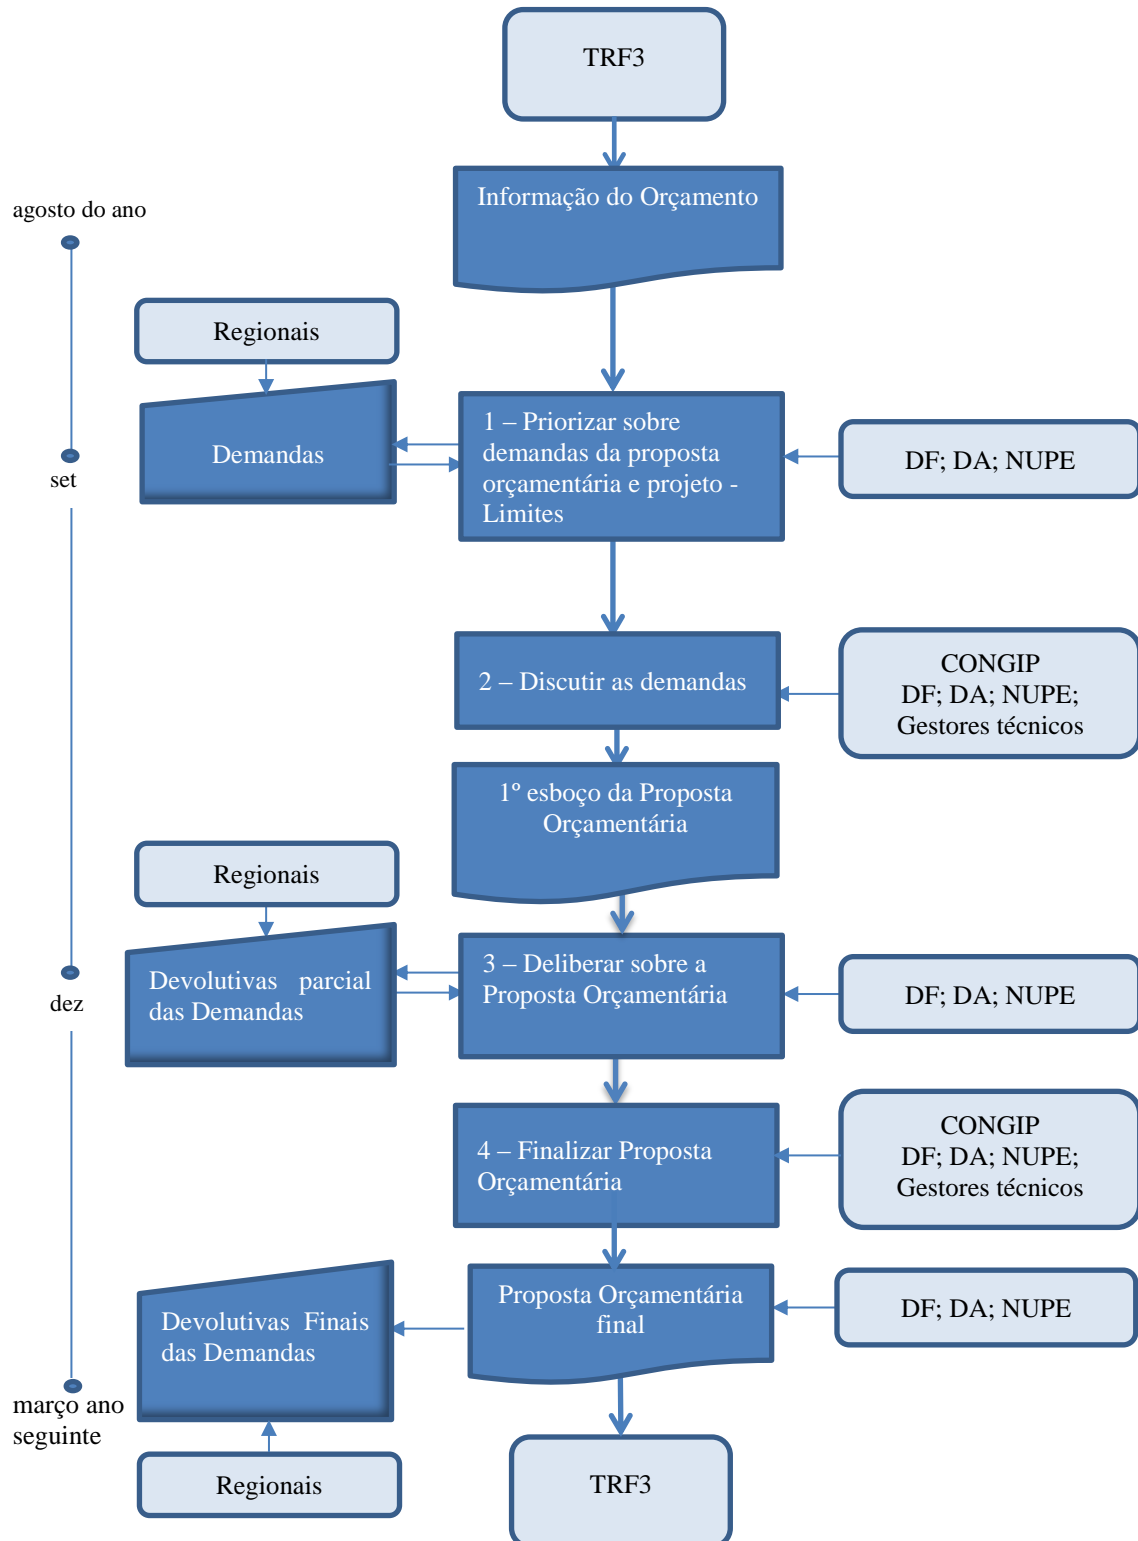 TRF3
Informação do Orçamento
agosto do ano
Regionais
Demandas
set
1 – Priorizar sobre
demandas da proposta
orçamentária e projeto -
Limites
DF; DA; NUPE
2 – Discutir as demandas
CONGIP
DF; DA; NUPE;
Gestores técnicos
1º esboço da Proposta
Orçamentária
Regionais
Devolutivas parcial
das Demandas
dez
3 – Deliberar sobre a
Proposta Orçamentária
DF; DA; NUPE
4 – Finalizar Proposta
Orçamentária
CONGIP
DF; DA; NUPE;
Gestores técnicos
Proposta Orçamentária
final
DF; DA; NUPE
Devolutivas Finais
das Demandas
março ano
seguinte
Regionais
TRF3